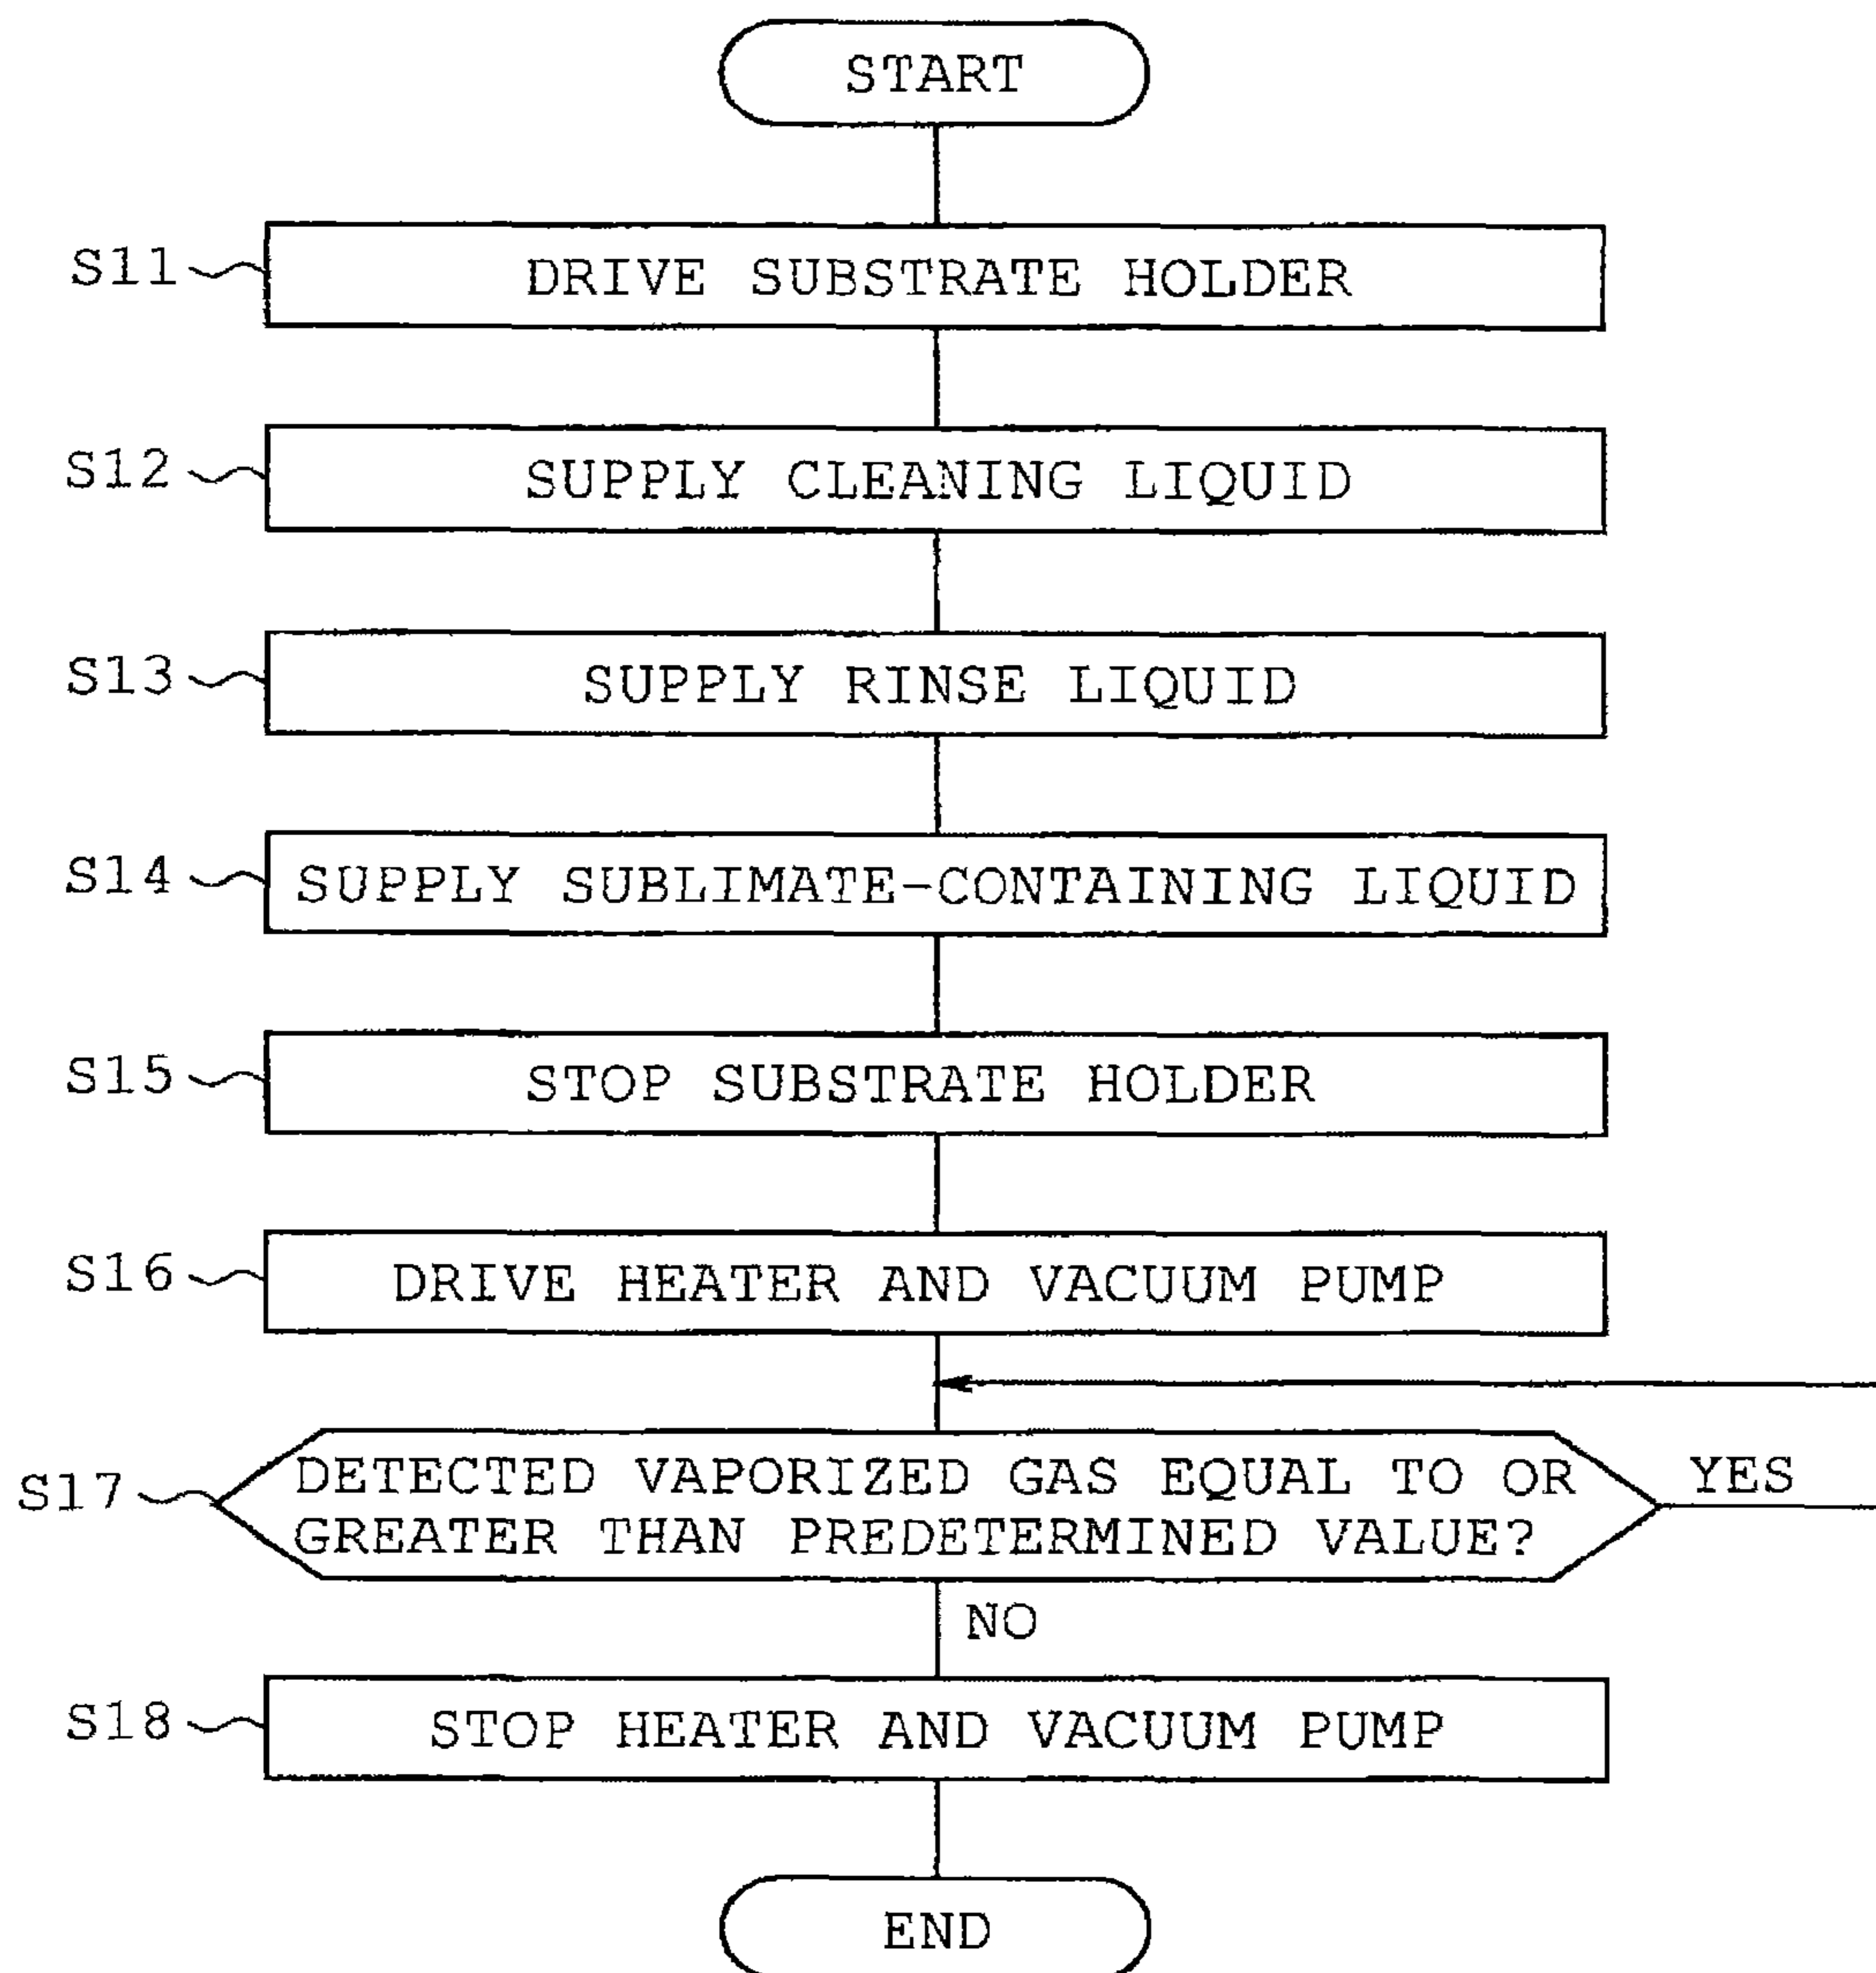 START
S11
DRIVE SUBSTRATE HOLDER
S12
SUPPLY CLEANING LIQUID
S13
SUPPLY RINSE LIQUID
S14
SUPPLY SUBLIMATE-CONTAINING LIQUID
S15
STOP SUBSTRATE HOLDER
S16
DRIVE HEATER AND VACUUM PUMP
S17
DETECTED VAPORIZED GAS EQUAL TO OR
GREATER THAN PREDETERMINED VALUE?
YES
NO
S18
STOP HEATER AND VACUUM PUMP
END